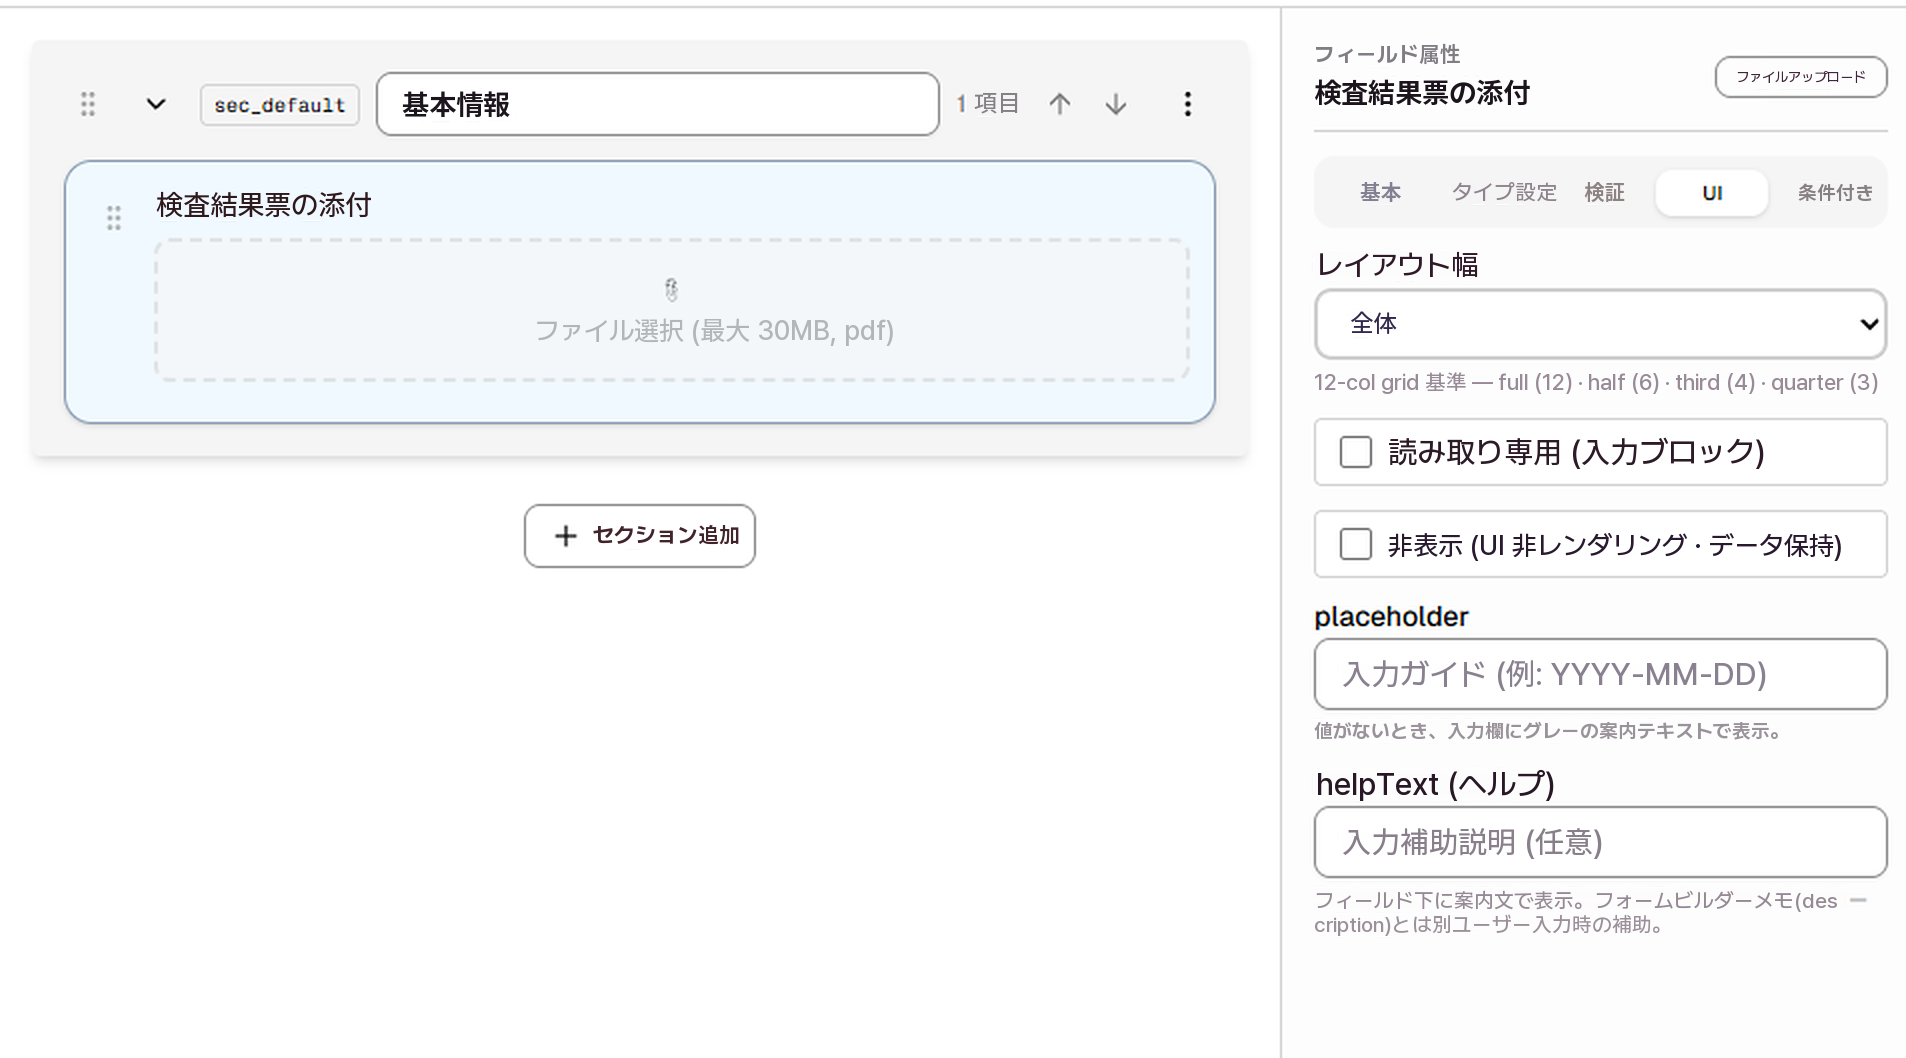 sec_default
基本情報
1 項目
検査結果票の添付
ファイル選択 (最大 30MB, pdf)
セクション追加
フィールド属性
検査結果票の添付
ファイルアップロード
基本 タイプ設定 検証 UI 条件付き
レイアウト幅
全体
12-col grid 基準 — full (12) · half (6) · third (4) · quarter (3)
読み取り専用 (入力ブロック)
非表示 (UI 非レンダリング · データ保持)
placeholder
入力ガイド (例: YYYY-MM-DD)
値がないとき、入力欄にグレーの案内テキストで表示。
helpText (ヘルプ)
入力補助説明 (任意)
フィールド下に案内文で表示。フォームビルダーメモ(des —
cription)とは別ユーザー入力時の補助。